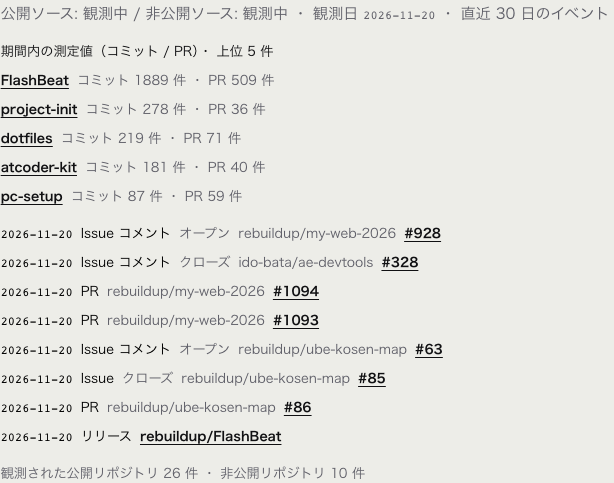 公開ソース: 観測中 / 非公開ソース: 観測中 ・ 観測日 2026-11-20 ・ 直近 30 日のイベント
期間内の測定値（コミット / PR）・ 上位 5 件
FlashBeat コミット 1889 件 ・ PR 509 件
project-init コミット 278 件 ・ PR 36 件
dotfiles コミット 219 件 ・ PR 71 件
atcoder-kit コミット 181 件 ・ PR 40 件
pc-setup コミット 87 件 ・ PR 59 件
2026-11-20 Issue コメント オープン rebuildup/my-web-2026 #928
2026-11-20 Issue コメント クローズ ido-bata/ae-devtools #328
2026-11-20 PR rebuildup/my-web-2026 #1094
2026-11-20 PR rebuildup/my-web-2026 #1093
2026-11-20 Issue コメント オープン rebuildup/ube-kosen-map #63
2026-11-20 Issue クローズ rebuildup/ube-kosen-map #85
2026-11-20 PR rebuildup/ube-kosen-map #86
2026-11-20 リリース rebuildup/FlashBeat
観測された公開リポジトリ 26 件 ・ 非公開リポジトリ 10 件